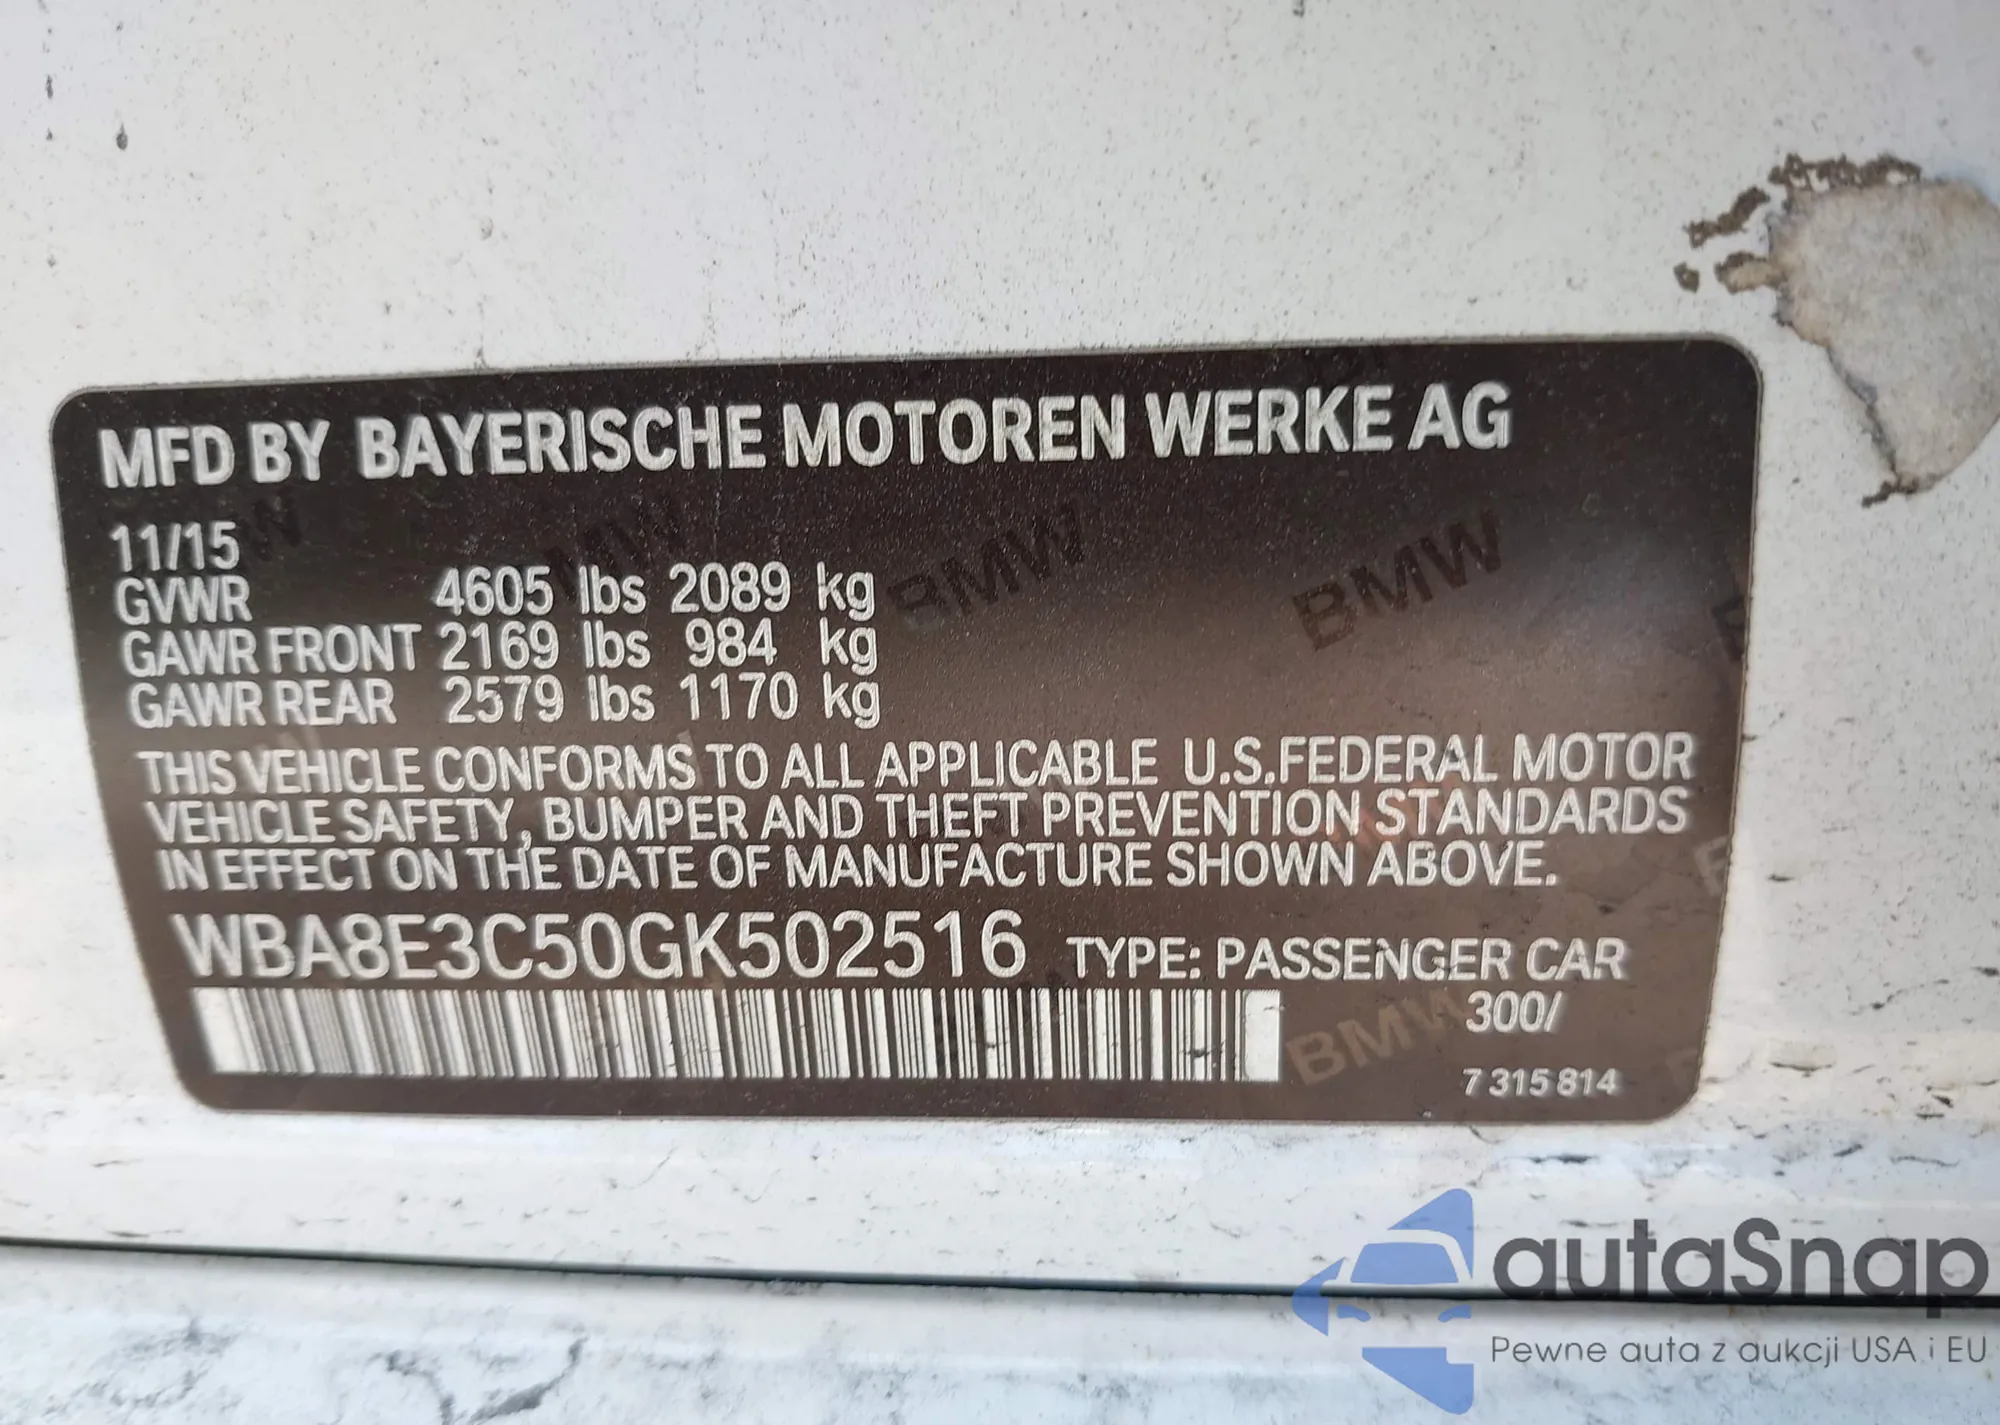 MFD BY BAYERISCHE MOTOREN WERKE AG
11/15
GVWR 4605 lbs 2089 kg
GAWR FRONT 2169 lbs 984 kg
GAWR REAR 2579 lbs 1170 kg
THIS VEHICLE CONFORMS TO ALL APPLICABLE U.S.FEDERAL MOTOR
VEHICLE SAFETY, BUMPER AND THEFT PREVENTION STANDARDS
IN EFFECT ON THE DATE OF MANUFACTURE SHOWN ABOVE.
WBA8E3C50GK502516 TYPE: PASSENGER CAR
300/
7 315 814
BMW
BMW
BMW
autaSnap
Pewne auta z aukcji USA i EU